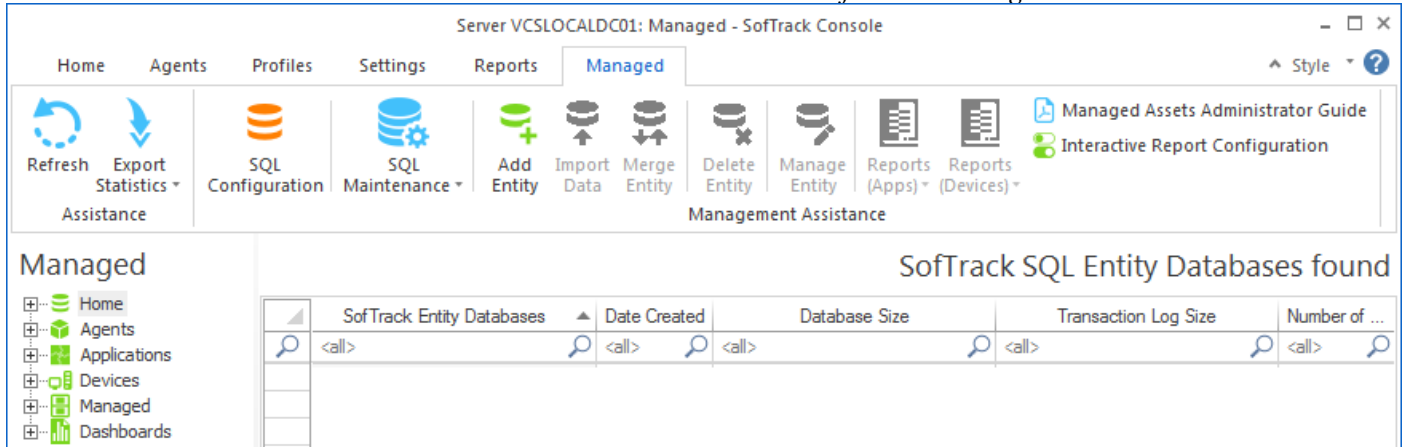 Server VCSLOCALDC01: Managed - SofTrack Console
Home Agents Profiles Settings Reports Managed Style
Refresh Export Statistics SQL Configuration SQL Maintenance Add Entity Import Data Merge Entity Delete Entity Manage Entity Reports (Apps) Reports (Devices) Managed Assets Administrator Guide
Interactive Report Configuration
Assistance Management Assistance
Managed SofTrack SQL Entity Databases found
Home
Agents
Applications
Devices
Managed
Dashboards
SofTrack Entity Databases Date Created Database Size Transaction Log Size Number of ...
<all> <all> <all> <all> <all>